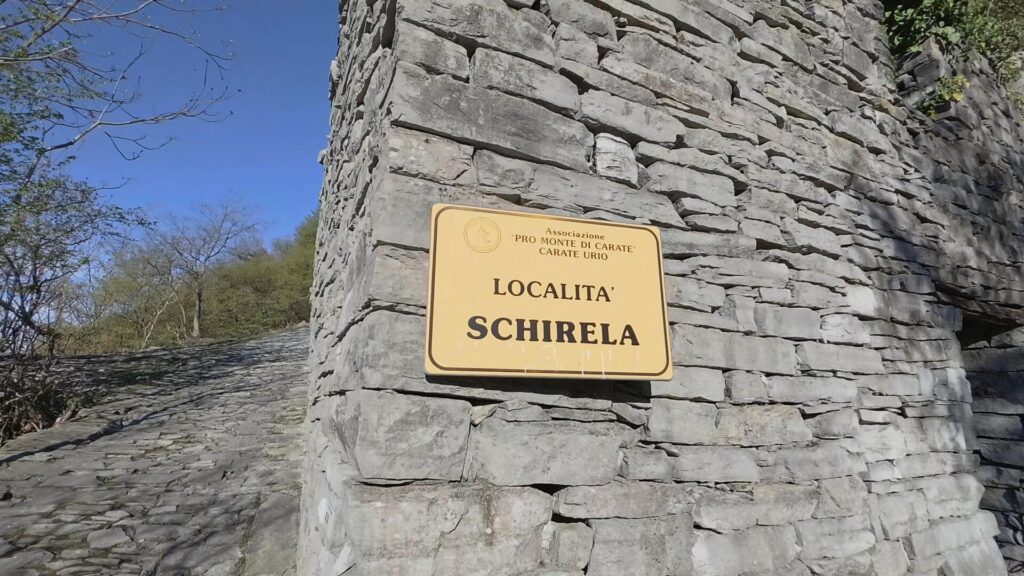 Associazione
"PRO MONTE DI CARATE"
CARATE URIO
LOCALITA'
SCHIRELA